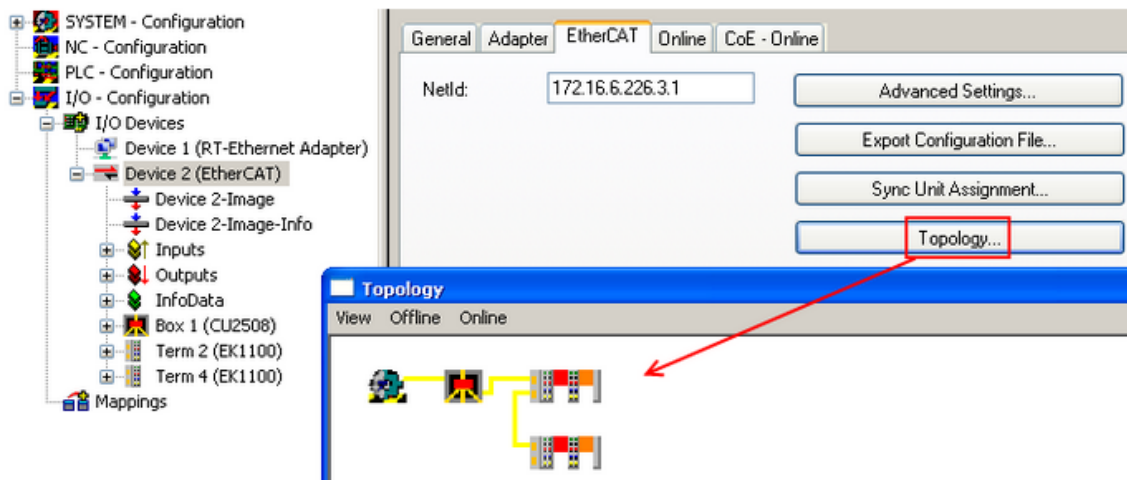 SYSTEM - Configuration
NC - Configuration
PLC - Configuration
I/O - Configuration
I/O Devices
Device 1 (RT-Ethernet Adapter)
Device 2 (EtherCAT)
Device 2-Image
Device 2-Image-Info
Inputs
Outputs
InfoData
Box 1 (CU2508)
Term 2 (EK1100)
Term 4 (EK1100)
Mappings
General Adapter EtherCAT Online CoE - Online
NetId: 172.16.6.226.3.1
Advanced Settings...
Export Configuration File...
Sync Unit Assignment...
Topology...
Topology
View Offline Online